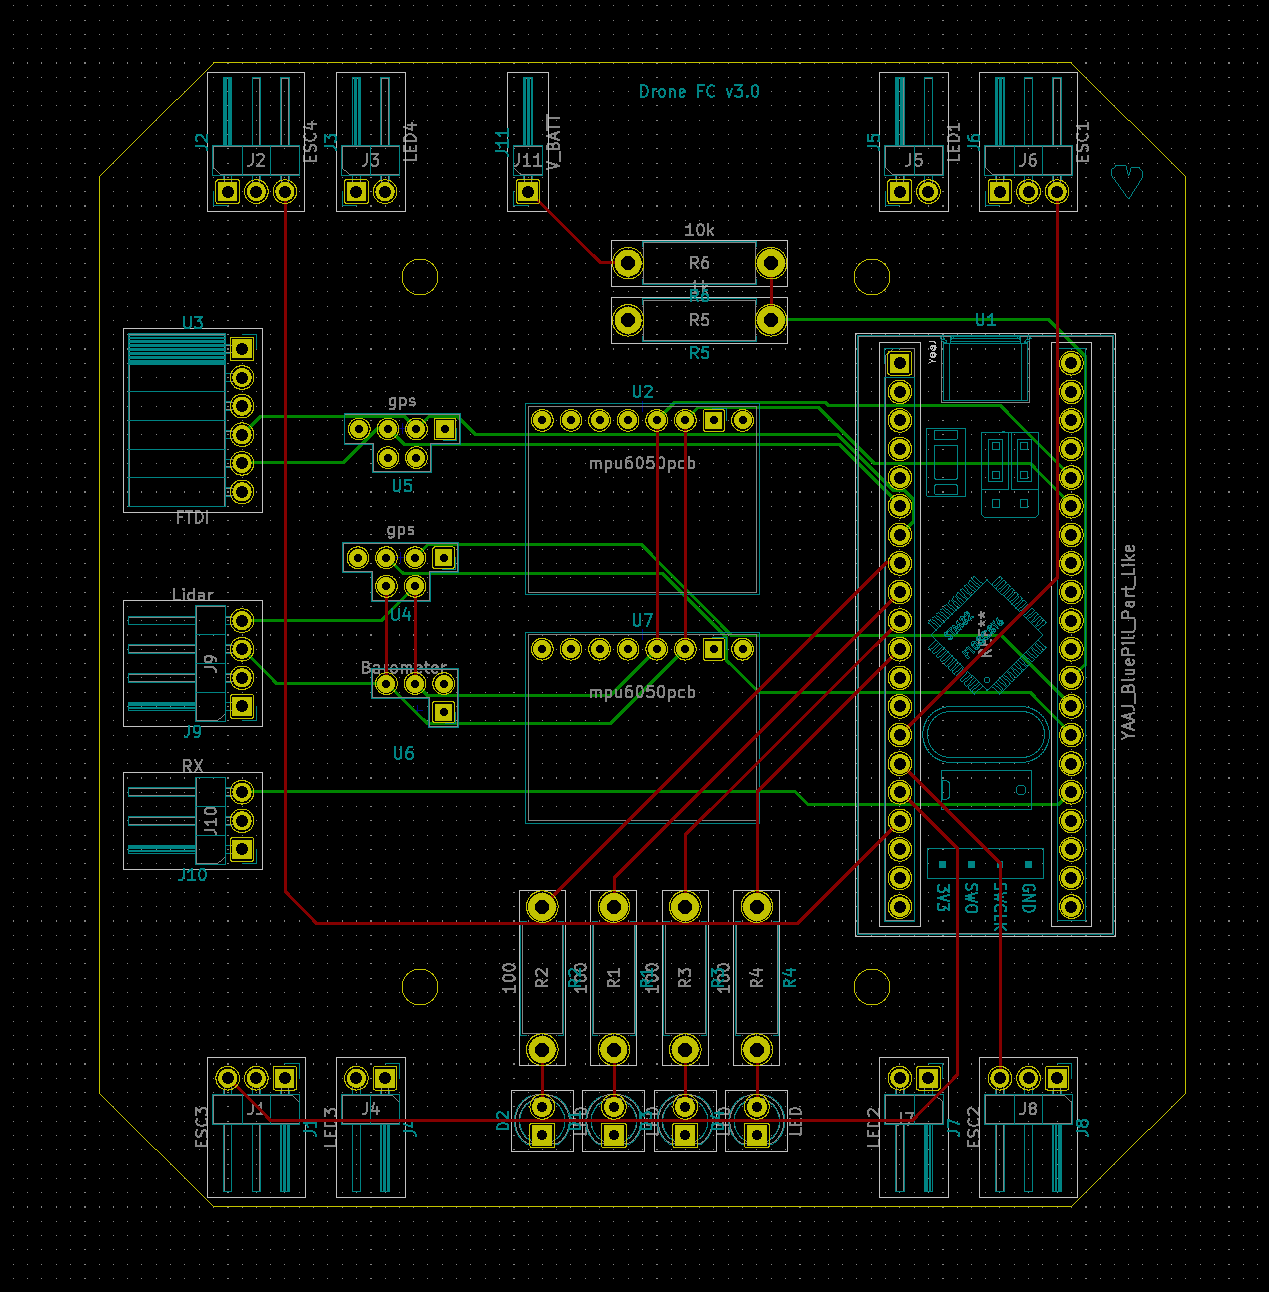 Drone FC v3.0
J2
J2
ESC4
J3
J3
LED4
J11
J11
V_BATT
J5
J5
LED1
J6
J6
ESC1
10k
R6
R6
R5
R5
U3
FTDI
gps
U5
U2
mpu6050pcb
U1
YaaJ
YAAJ_BluePill_Part_Like
gps
U4
Lidar
J9
J9
Barometer
U6
U7
mpu6050pcb
RX
J10
J10
3V3
SWO
SWCLK
GND
100
R2
R2
100
R1
R1
100
R3
R3
100
R4
R4
ESC3
J1
J1
LED3
J4
J4
D2
LED
LED
LED
LED
LED2
J7
J7
ESC2
J8
J8